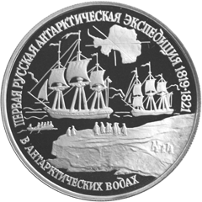 ПЕРВАЯ РУССКАЯ АНТАРКТИЧЕСКАЯ ЭКСПЕДИЦИЯ 1819-1821
В АНТАРКТИЧЕСКИХ ВОДАХ